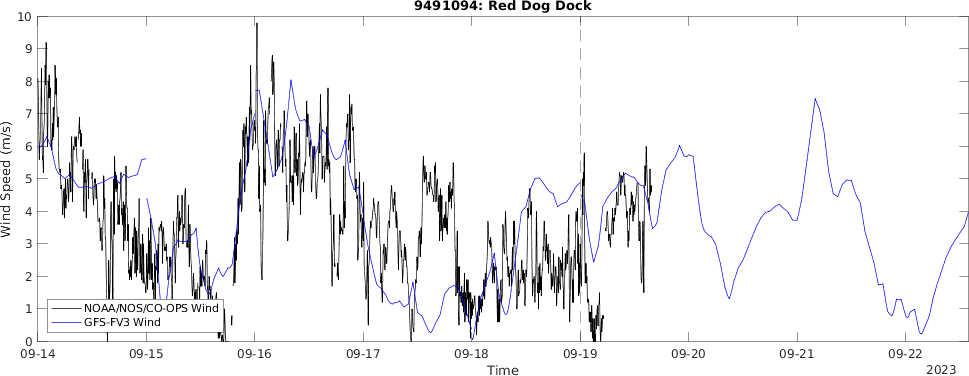 9491094: Red Dog Dock
Wind Speed (m/s)
10
9
8
7
6
5
4
3
2
1
0
NOAA/NOS/CO-OPS Wind
GFS-FV3 Wind
09-14 09-15 09-16 09-17 09-18 09-19 09-20 09-21 09-22
Time
2023